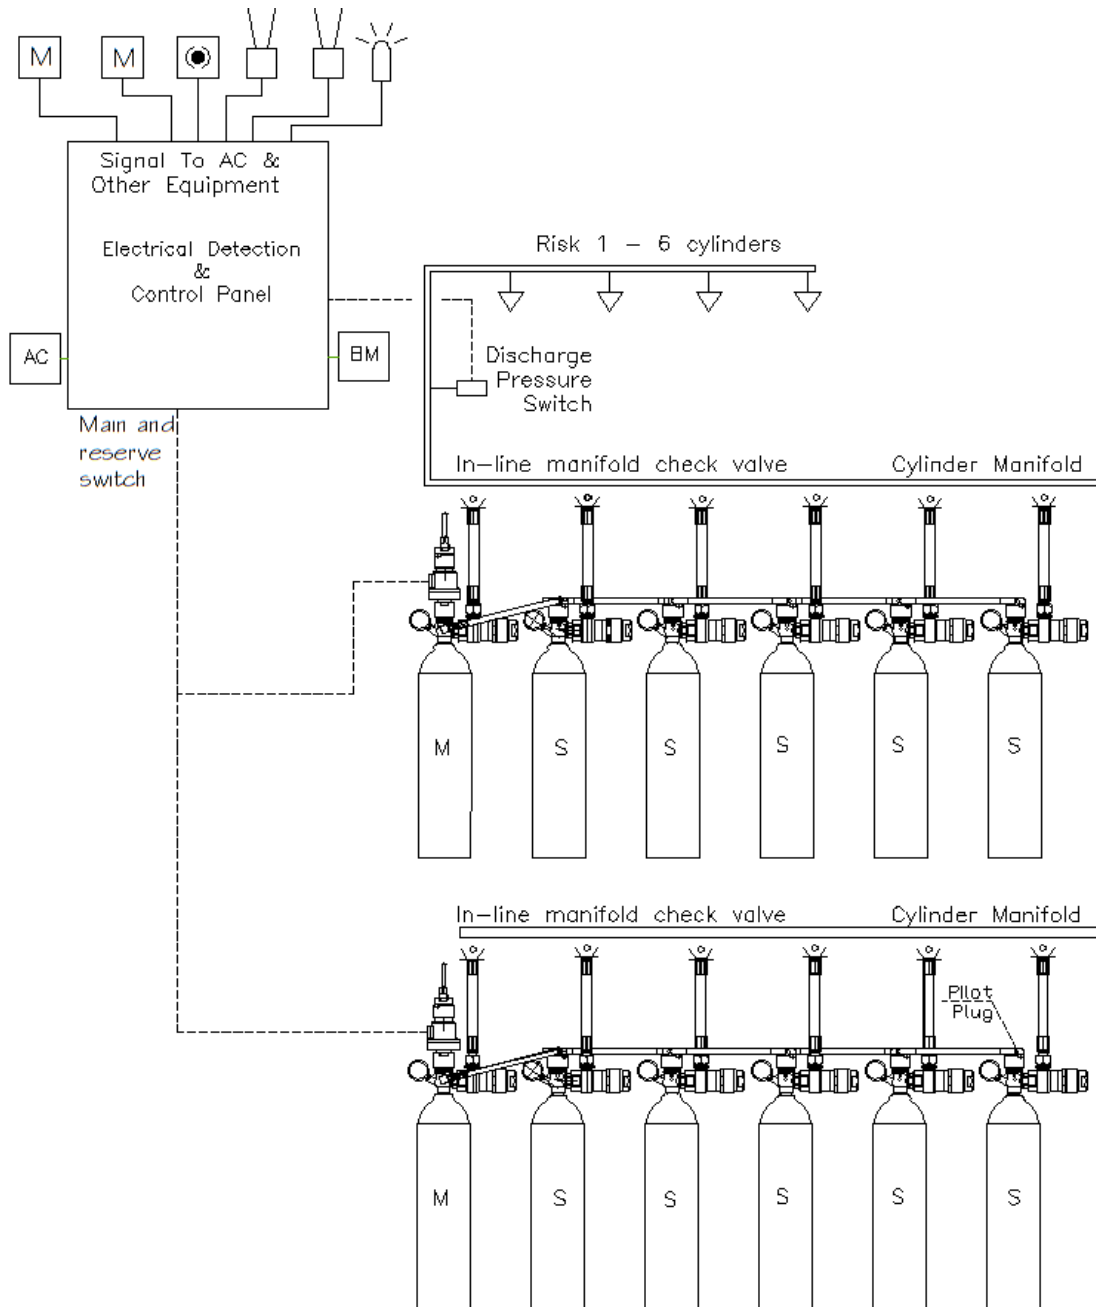 M
M
Signal To AC &
Other Equipment
Electrical Detection
&
Control Panel
AC
BM
Main and
reserve
switch
Risk 1 – 6 cylinders
Discharge
Pressure
Switch
In-line manifold check valve
Cylinder Manifold
M
S
S
S
S
S
In-line manifold check valve
Cylinder Manifold
Pilot
Plug
M
S
S
S
S
S